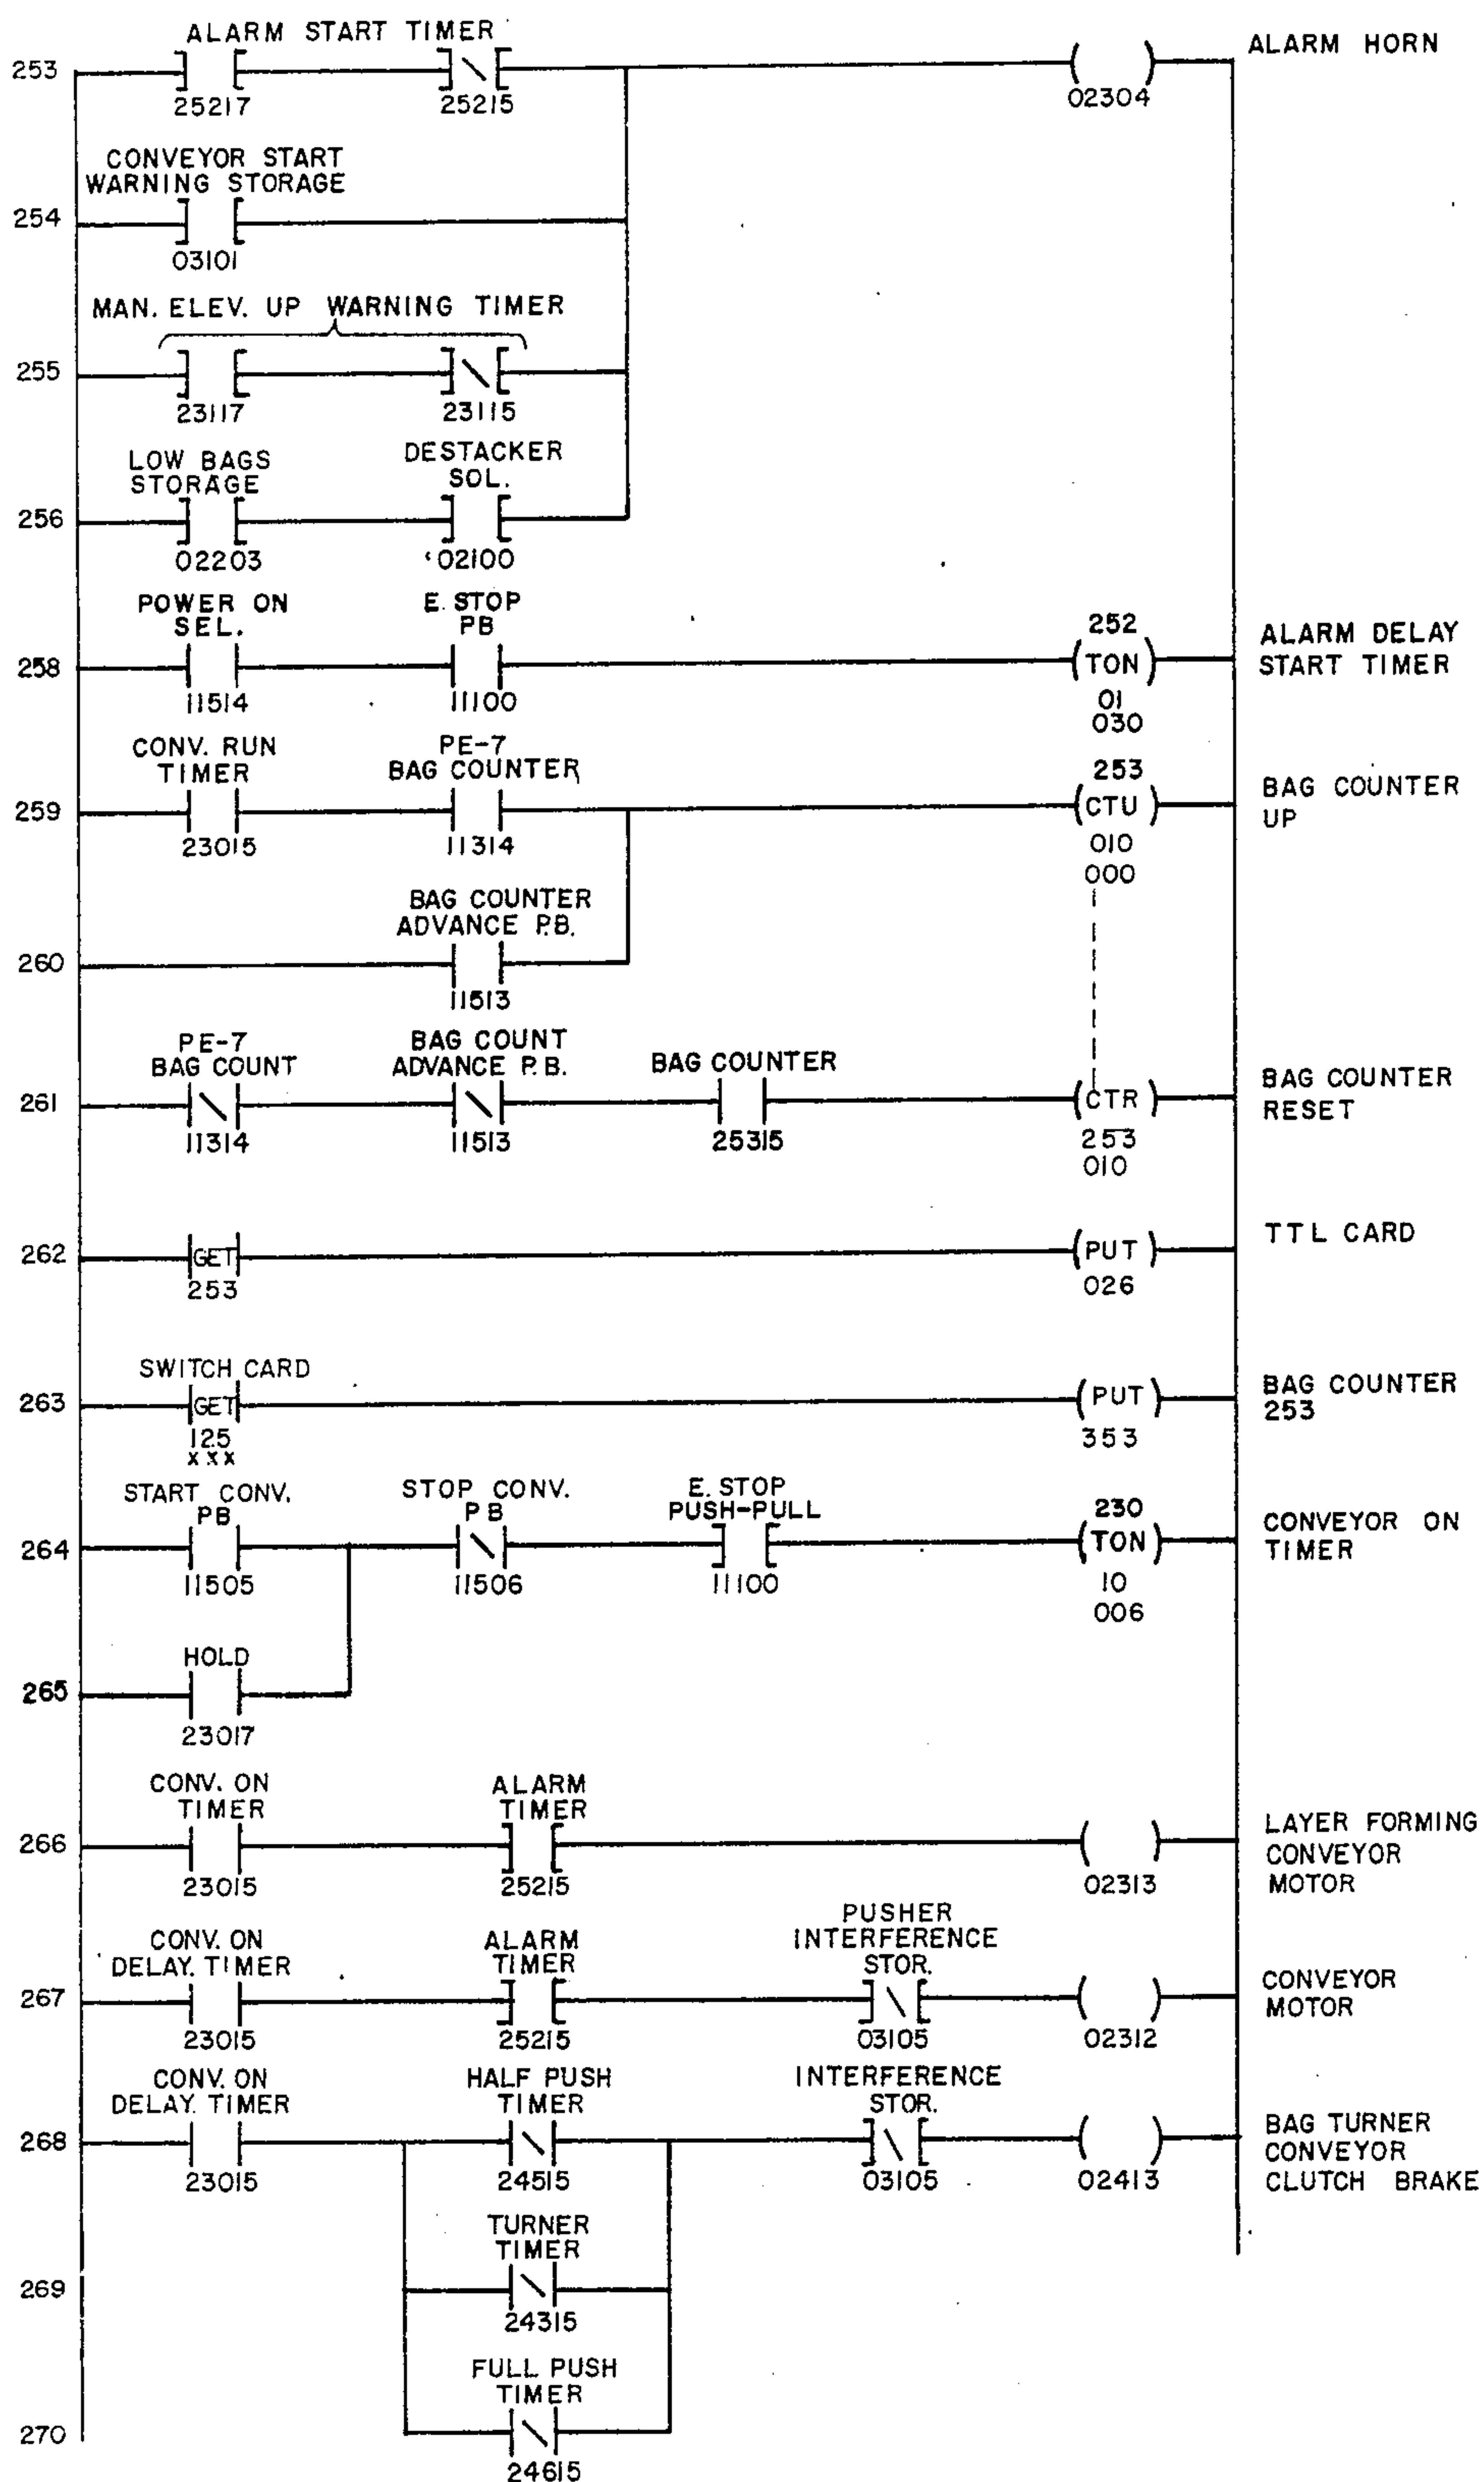 ALARM START TIMER
ALARM HORN
253
25217
25215
02304
CONVEYOR START
WARNING STORAGE
254
03101
MAN. ELEV. UP WARNING TIMER
255
23117
23115
LOW BAGS
STORAGE
DESTACKER
SOL.
256
02203
02100
POWER ON
SEL.
E. STOP
PB
252
ALARM DELAY
START TIMER
258
TON
11514
11100
01
030
CONV. RUN
TIMER
PE-7
BAG COUNTER
253
BAG COUNTER
UP
259
CTU
23015
11314
010
000
BAG COUNTER
ADVANCE P.B.
260
11513
PE-7
BAG COUNT
BAG COUNT
ADVANCE P.B.
BAG COUNTER
BAG COUNTER
RESET
261
CTR
11314
11513
25315
253
010
TTL CARD
262
GET
PUT
253
026
SWITCH CARD
BAG COUNTER
253
263
GET
PUT
125
XXX
353
START CONV.
PB
STOP CONV.
PB
E. STOP
PUSH-PULL
230
CONVEYOR ON
TIMER
264
TON
11505
11506
11100
10
006
HOLD
265
23017
CONV. ON
TIMER
ALARM
TIMER
LAYER FORMING
CONVEYOR
MOTOR
266
23015
25215
02313
CONV. ON
DELAY. TIMER
ALARM
TIMER
PUSHER
INTERFERENCE
STOR.
CONVEYOR
MOTOR
267
23015
25215
03105
02312
CONV. ON
DELAY. TIMER
HALF PUSH
TIMER
INTERFERENCE
STOR.
BAG TURNER
CONVEYOR
CLUTCH BRAKE
268
23015
24515
03105
02413
TURNER
TIMER
269
24315
FULL PUSH
TIMER
270
24615